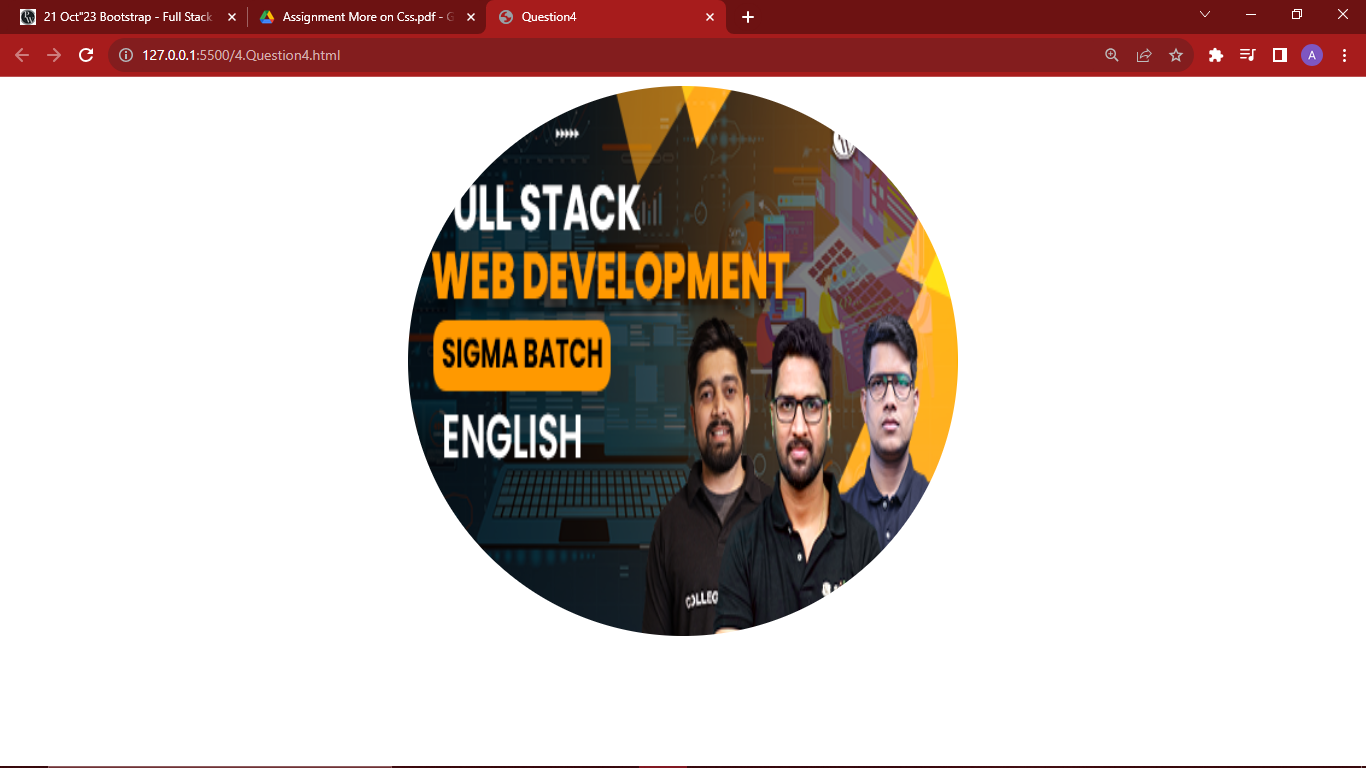 21 Oct"23 Bootstrap - Full Stack
Assignment More on Css.pdf - G
Question4
127.0.0.1:5500/4.Question4.html
A
ULL STACK
WEB DEVELOPMENT
SIGMA BATCH
ENGLISH
COLLEG